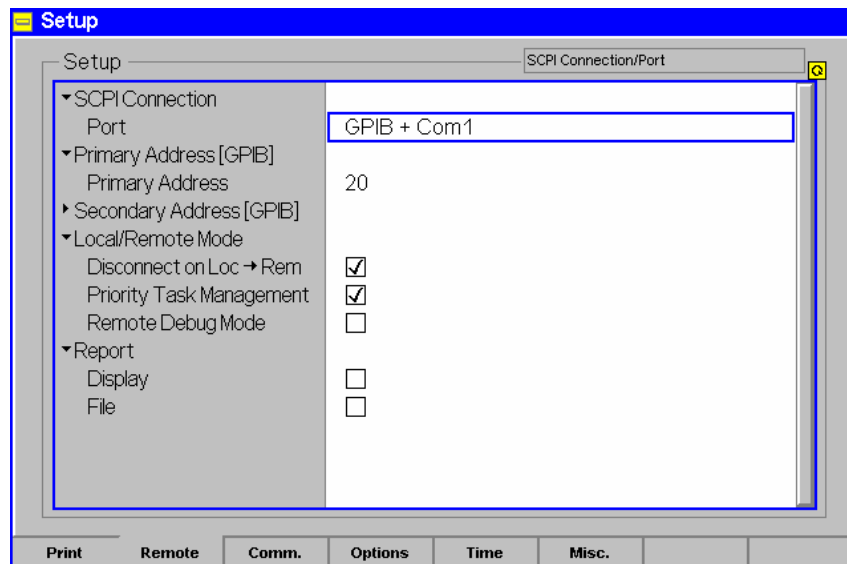 Setup
Setup
SCPI Connection/Port
SCPI Connection
Port GPIB + Com1
Primary Address [GPIB]
Primary Address 20
Secondary Address [GPIB]
Local/Remote Mode
Disconnect on Loc → Rem
Priority Task Management
Remote Debug Mode
Report
Display
File
Print Remote Comm. Options Time Misc.